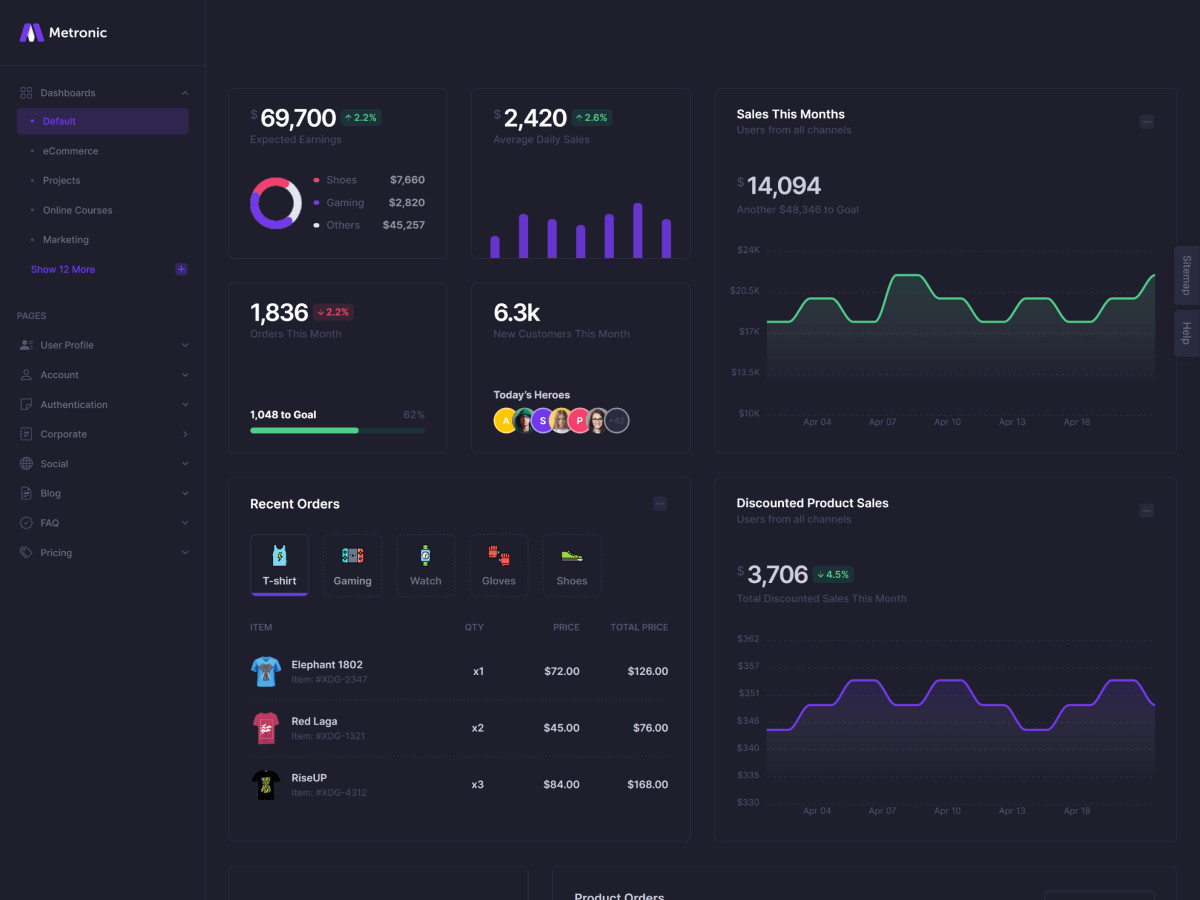 Metronic
Dashboards
Default
eCommerce
Projects
Online Courses
Marketing
Show 12 More
PAGES
User Profile
Account
Authentication
Corporate
Social
Blog
FAQ
Pricing
$ 69,700 2.2%
Expected Earnings
Shoes $7,660
Gaming $2,820
Others $45,257
$ 2,420 2.6%
Average Daily Sales
1,836 2.2%
Orders This Month
1,048 to Goal 62%
6.3k
New Customers This Month
Today's Heroes
A S P +42
Sales This Months
Users from all channels
$ 14,094
Another $48,346 to Goal
$24K
$20.5K
$17K
$13.5K
$10K
Apr 04 Apr 07 Apr 10 Apr 13 Apr 16
Sitemap
Help
Recent Orders
T-shirt Gaming Watch Gloves Shoes
ITEM QTY PRICE TOTAL PRICE
Elephant 1802 x1 $72.00 $126.00
Item: #XDG-2347
Red Laga x2 $45.00 $76.00
Item: #XDG-1321
RiseUP x3 $84.00 $168.00
Item: #XDG-4312
Discounted Product Sales
Users from all channels
$ 3,706 4.5%
Total Discounted Sales This Month
$362
$357
$351
$346
$340
$335
$330
Apr 04 Apr 07 Apr 10 Apr 13 Apr 18
Product Orders